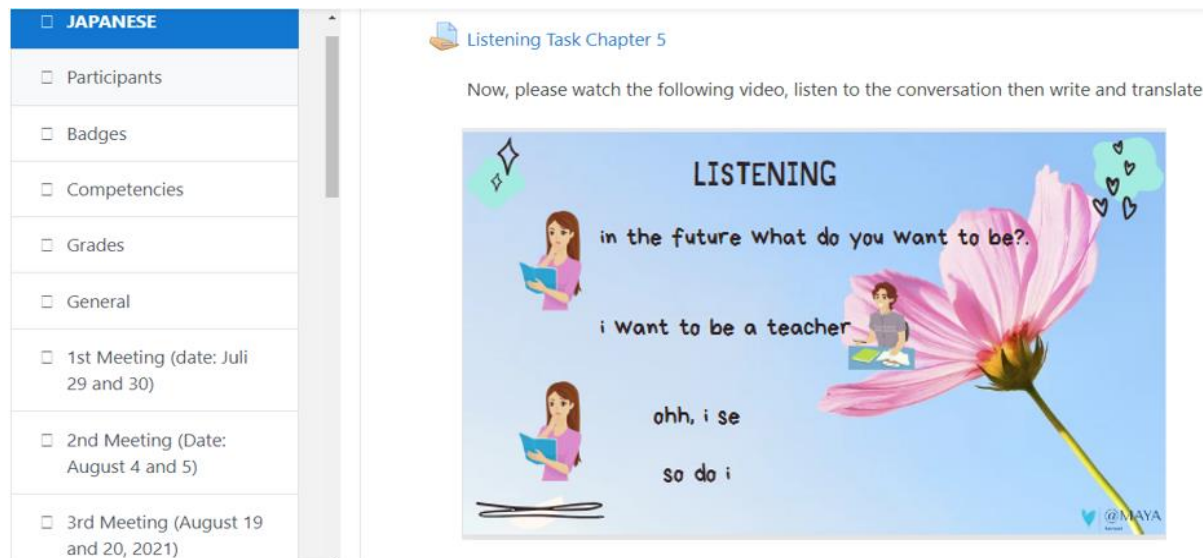 JAPANESE
Participants
Badges
Competencies
Grades
General
1st Meeting (date: Juli
29 and 30)
2nd Meeting (Date:
August 4 and 5)
3rd Meeting (August 19
and 20, 2021)
Listening Task Chapter 5
Now, please watch the following video, listen to the conversation then write and translate
LISTENING
in the future what do you want to be?.
i want to be a teacher
ohh, i se
so do i
@MAYA